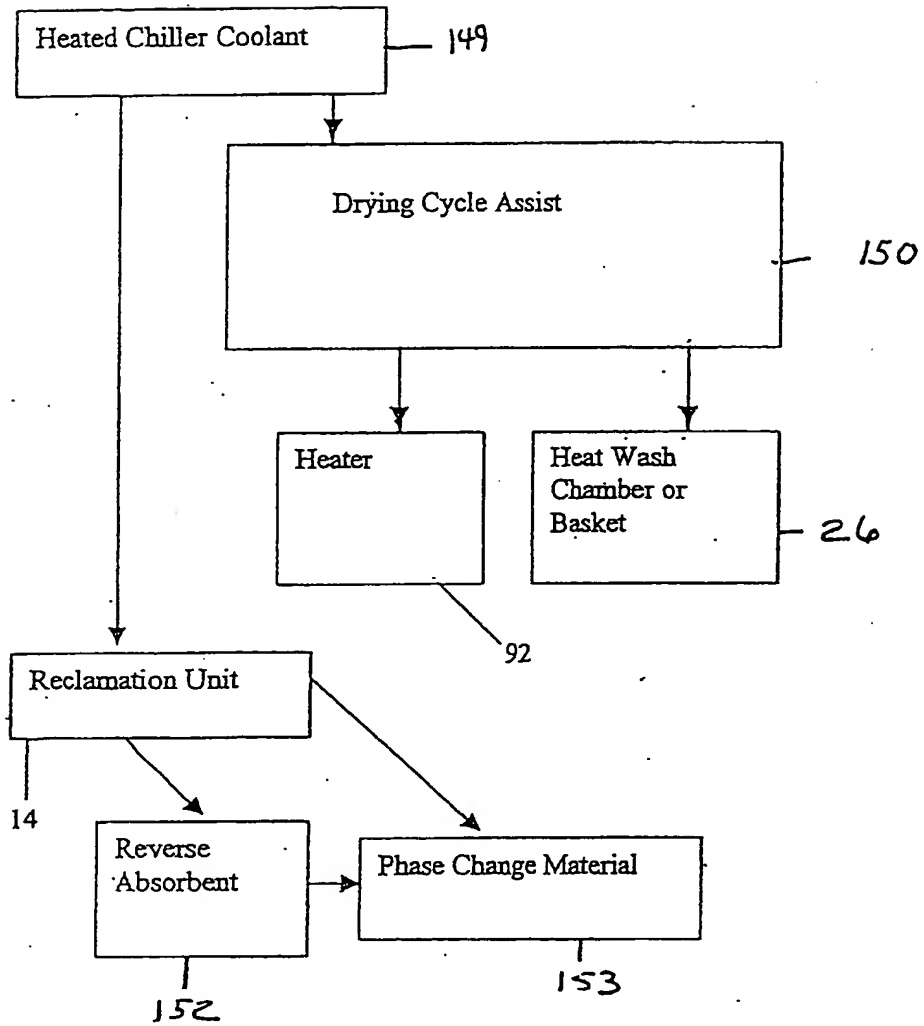 Heated Chiller Coolant
149
Drying Cycle Assist
150
Heater
Heat Wash
Chamber or
Basket
26
92
Reclamation Unit
14
Reverse
Absorbent
Phase Change Material
152
153